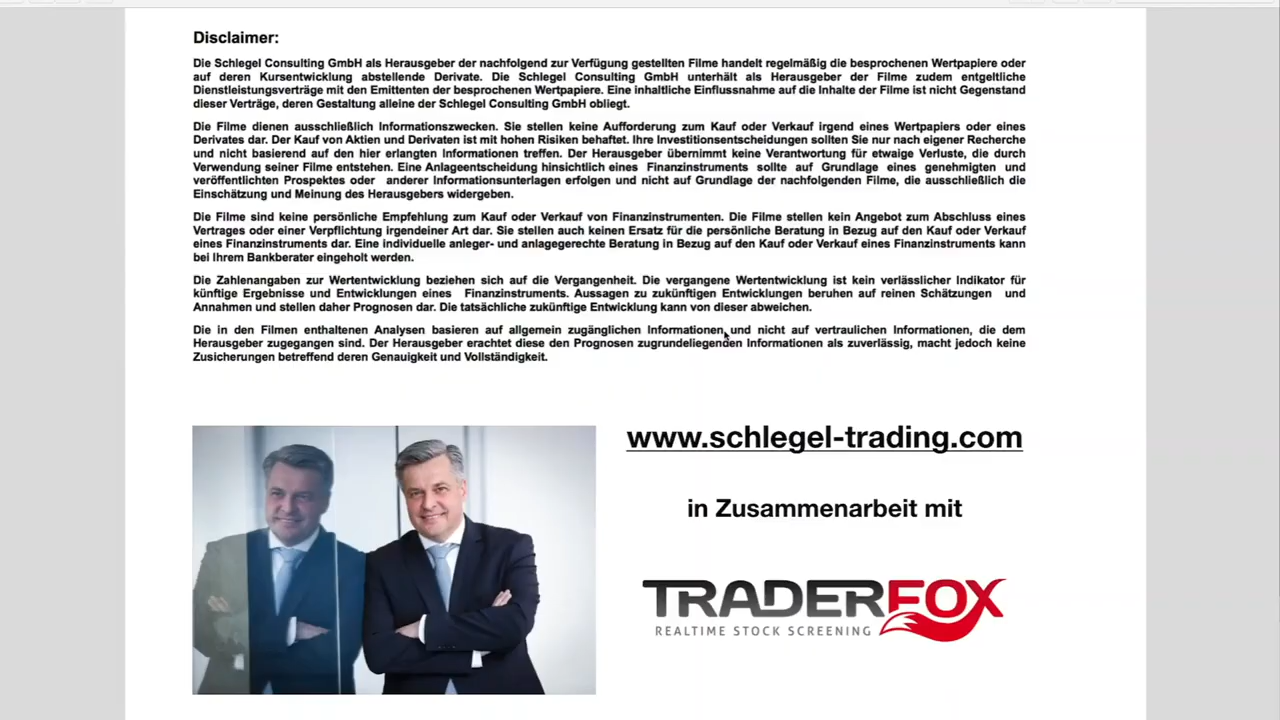 Disclaimer:
Die Schlegel Consulting GmbH als Herausgeber der nachfolgend zur Verfügung gestellten Filme handelt regelmäßig die besprochenen Wertpapiere oder
auf deren Kursentwicklung abstellende Derivate. Die Schlegel Consulting GmbH unterhält als Herausgeber der Filme zudem entgeltliche
Dienstleistungsverträge mit den Emittenten der besprochenen Wertpapiere. Eine inhaltliche Einflussnahme auf die Inhalte der Filme ist nicht Gegenstand
dieser Verträge, deren Gestaltung alleine der Schlegel Consulting GmbH obliegt.
Die Filme dienen ausschließlich Informationszwecken. Sie stellen keine Aufforderung zum Kauf oder Verkauf irgend eines Wertpapiers oder eines
Derivates dar. Der Kauf von Aktien und Derivaten ist mit hohen Risiken behaftet. Ihre Investitionsentscheidungen sollten Sie nur nach eigener Recherche
und nicht basierend auf den hier erlangten Informationen treffen. Der Herausgeber übernimmt keine Verantwortung für etwaige Verluste, die durch
Verwendung seiner Filme entstehen. Eine Anlageentscheidung hinsichtlich eines Finanzinstruments sollte auf Grundlage eines genehmigten und
veröffentlichten Prospektes oder anderer Informationsunterlagen erfolgen und nicht auf Grundlage der nachfolgenden Filme, die ausschließlich die
Einschätzung und Meinung des Herausgebers widergeben.
Die Filme sind keine persönliche Empfehlung zum Kauf oder Verkauf von Finanzinstrumenten. Die Filme stellen kein Angebot zum Abschluss eines
Vertrages oder einer Verpflichtung irgendeiner Art dar. Sie stellen auch keinen Ersatz für die persönliche Beratung in Bezug auf den Kauf oder Verkauf
eines Finanzinstruments dar. Eine individuelle anleger- und anlagegerechte Beratung in Bezug auf den Kauf oder Verkauf eines Finanzinstruments kann
bei Ihrem Bankberater eingeholt werden.
Die Zahlenangaben zur Wertentwicklung beziehen sich auf die Vergangenheit. Die vergangene Wertentwicklung ist kein verlässlicher Indikator für
künftige Ergebnisse und Entwicklungen eines Finanzinstruments. Aussagen zu zukünftigen Entwicklungen beruhen auf reinen Schätzungen und
Annahmen und stellen daher Prognosen dar. Die tatsächliche zukünftige Entwicklung kann von dieser abweichen.
Die in den Filmen enthaltenen Analysen basieren auf allgemein zugänglichen Informationen und nicht auf vertraulichen Informationen, die dem
Herausgeber zugegangen sind. Der Herausgeber erachtet diese den Prognosen zugrundeliegenden Informationen als zuverlässig, macht jedoch keine
Zusicherungen betreffend deren Genauigkeit und Vollständigkeit.
www.schlegel-trading.com
in Zusammenarbeit mit
TRADERFOX
REALTIME STOCK SCREENING